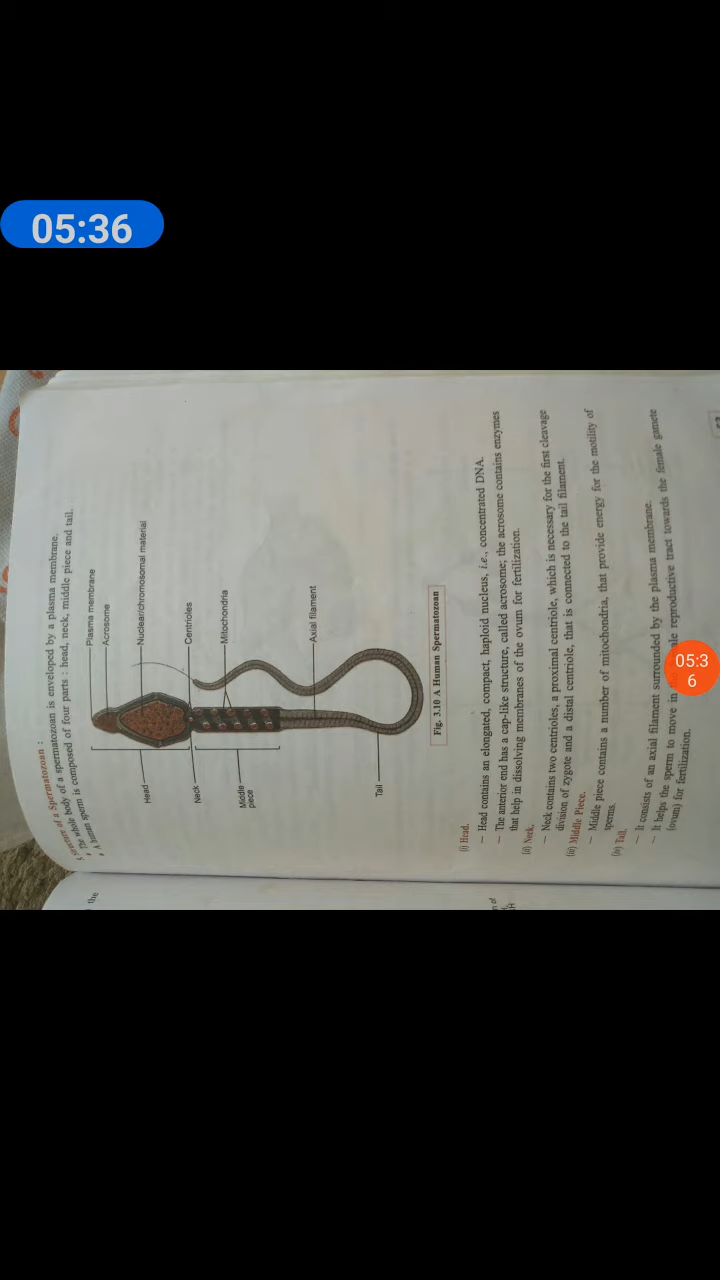 05:36
5. Structure of a Spermatozoan :
• The whole body of a spermatozoan is enveloped by a plasma membrane.
• A human sperm is composed of four parts : head, neck, middle piece and tail.
Plasma membrane
Acrosome
Head
Nuclear/chromosomal material
Neck
Centrioles
Middle
piece
Mitochondria
Axial filament
Tail
Fig. 3.10 A Human Spermatozoan
(i) Head.
– Head contains an elongated, compact, haploid nucleus, i.e., concentrated DNA.
– The anterior end has a cap-like structure, called acrosome; the acrosome contains enzymes
that help in dissolving membranes of the ovum for fertilization.
(ii) Neck.
– Neck contains two centrioles, a proximal centriole, which is necessary for the first cleavage
division of zygote and a distal centriole, that is connected to the tail filament.
(iii) Middle Piece.
– Middle piece contains a number of mitochondria, that provide energy for the motility of
sperms.
(iv) Tail.
– It consists of an axial filament surrounded by the plasma membrane.
– It helps the sperm to move in reproductive tract towards the female gamete
(ovum) for fertilization.
the
05:3
6